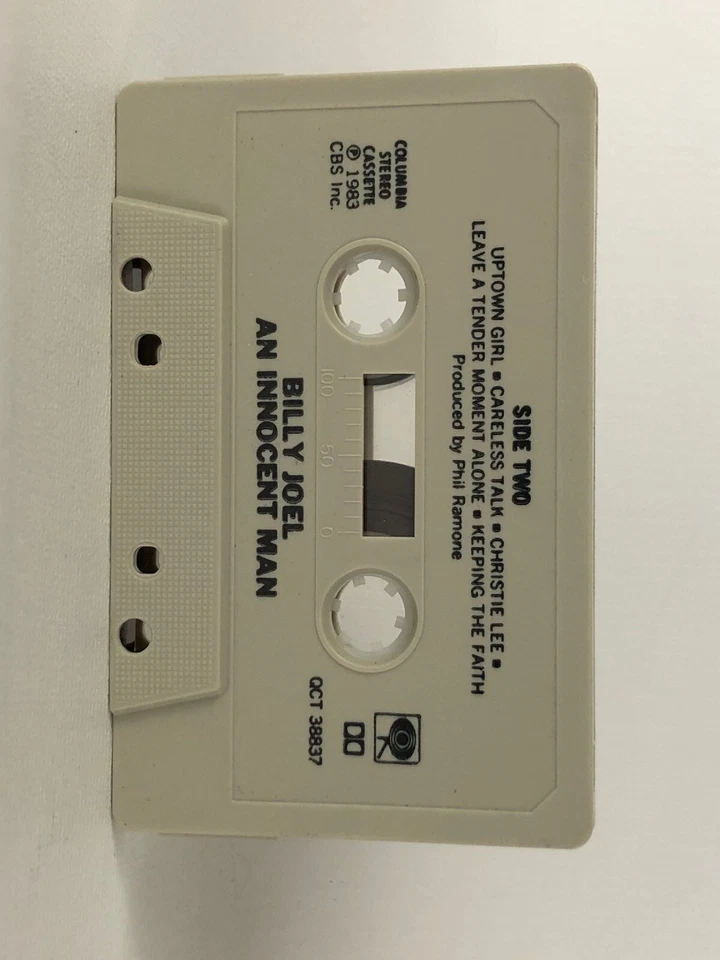 SIDE TWO
UPTOWN GIRL ■ CARELESS TALK ■ CHRISTIE LEE ■
LEAVE A TENDER MOMENT ALONE ■ KEEPING THE FAITH
Produced by Phil Ramone
COLUMBIA
STEREO
CASSETTE
℗ 1983
CBS Inc.
100 50 0
QCT 38837
BILLY JOEL
AN INNOCENT MAN